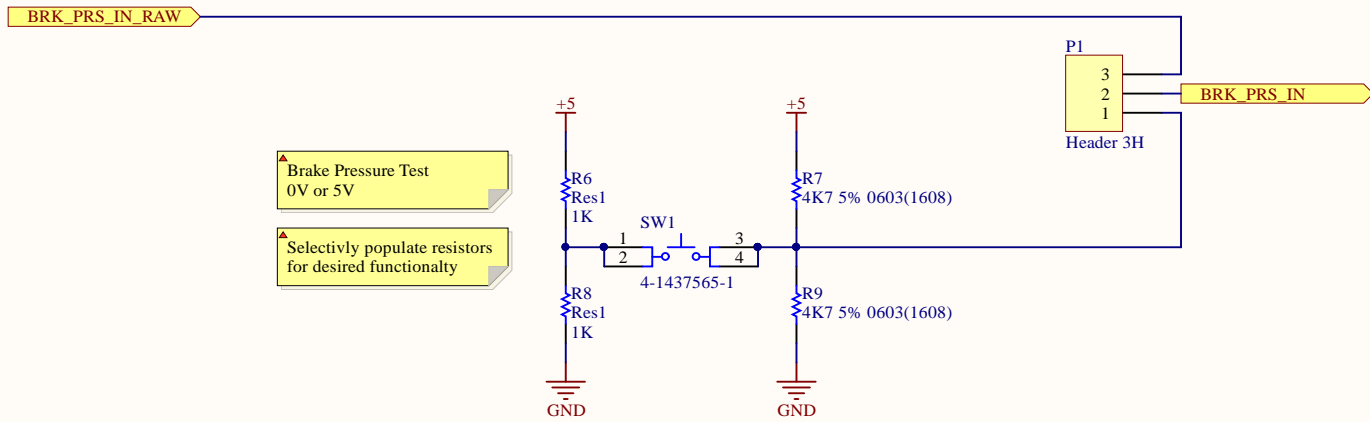 BRK_PRS_IN_RAW
P1
3
2
1
BRK_PRS_IN
Header 3H
+5
+5
Brake Pressure Test
0V or 5V
R6
Res1
1K
R7
4K7 5% 0603(1608)
Selectivly populate resistors
for desired functionalty
SW1
1
2
3
4
4-1437565-1
R8
Res1
1K
R9
4K7 5% 0603(1608)
GND
GND